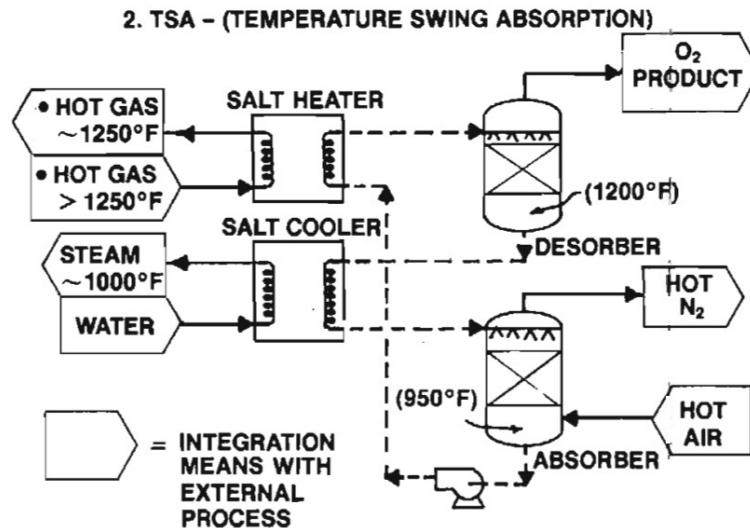 2. TSA – (TEMPERATURE SWING ABSORPTION)
O₂
PRODUCT
• HOT GAS
~1250°F
SALT HEATER
• HOT GAS
> 1250°F
(1200°F)
SALT COOLER
DESORBER
STEAM
~1000°F
HOT
N₂
WATER
(950°F)
HOT
AIR
= INTEGRATION
MEANS WITH
EXTERNAL
PROCESS
ABSORBER